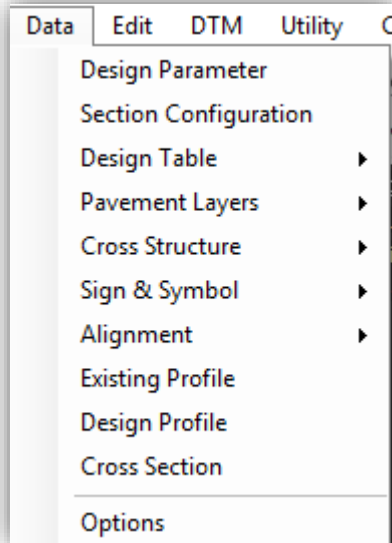 Data Edit DTM Utility
Design Parameter
Section Configuration
Design Table
Pavement Layers
Cross Structure
Sign & Symbol
Alignment
Existing Profile
Design Profile
Cross Section
Options